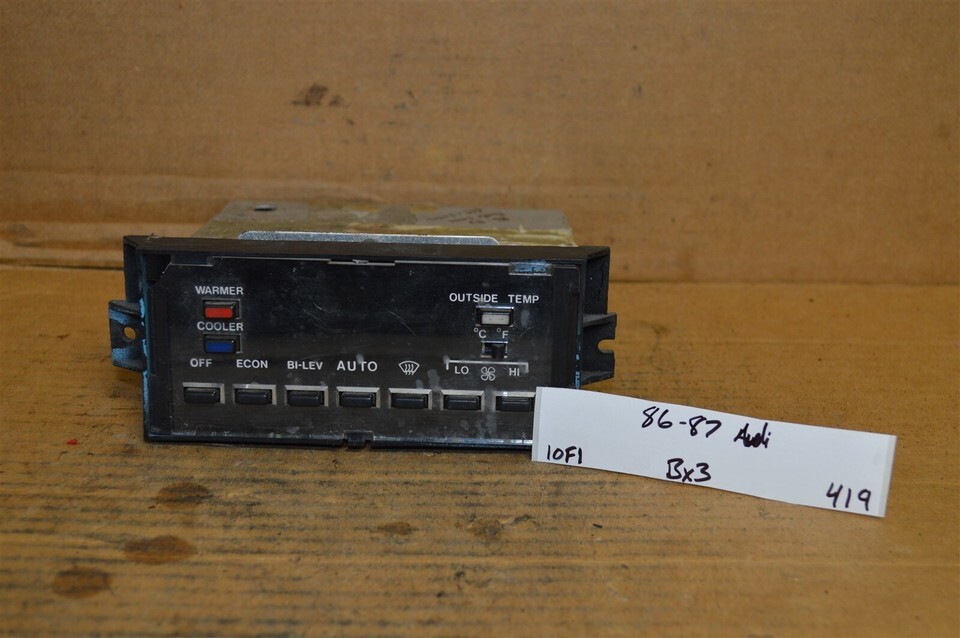 WARMER
COOLER
OUTSIDE TEMP
°C °F
OFF ECON BI-LEV AUTO LO HI
86-87 Audi
10F1 Bx3 419